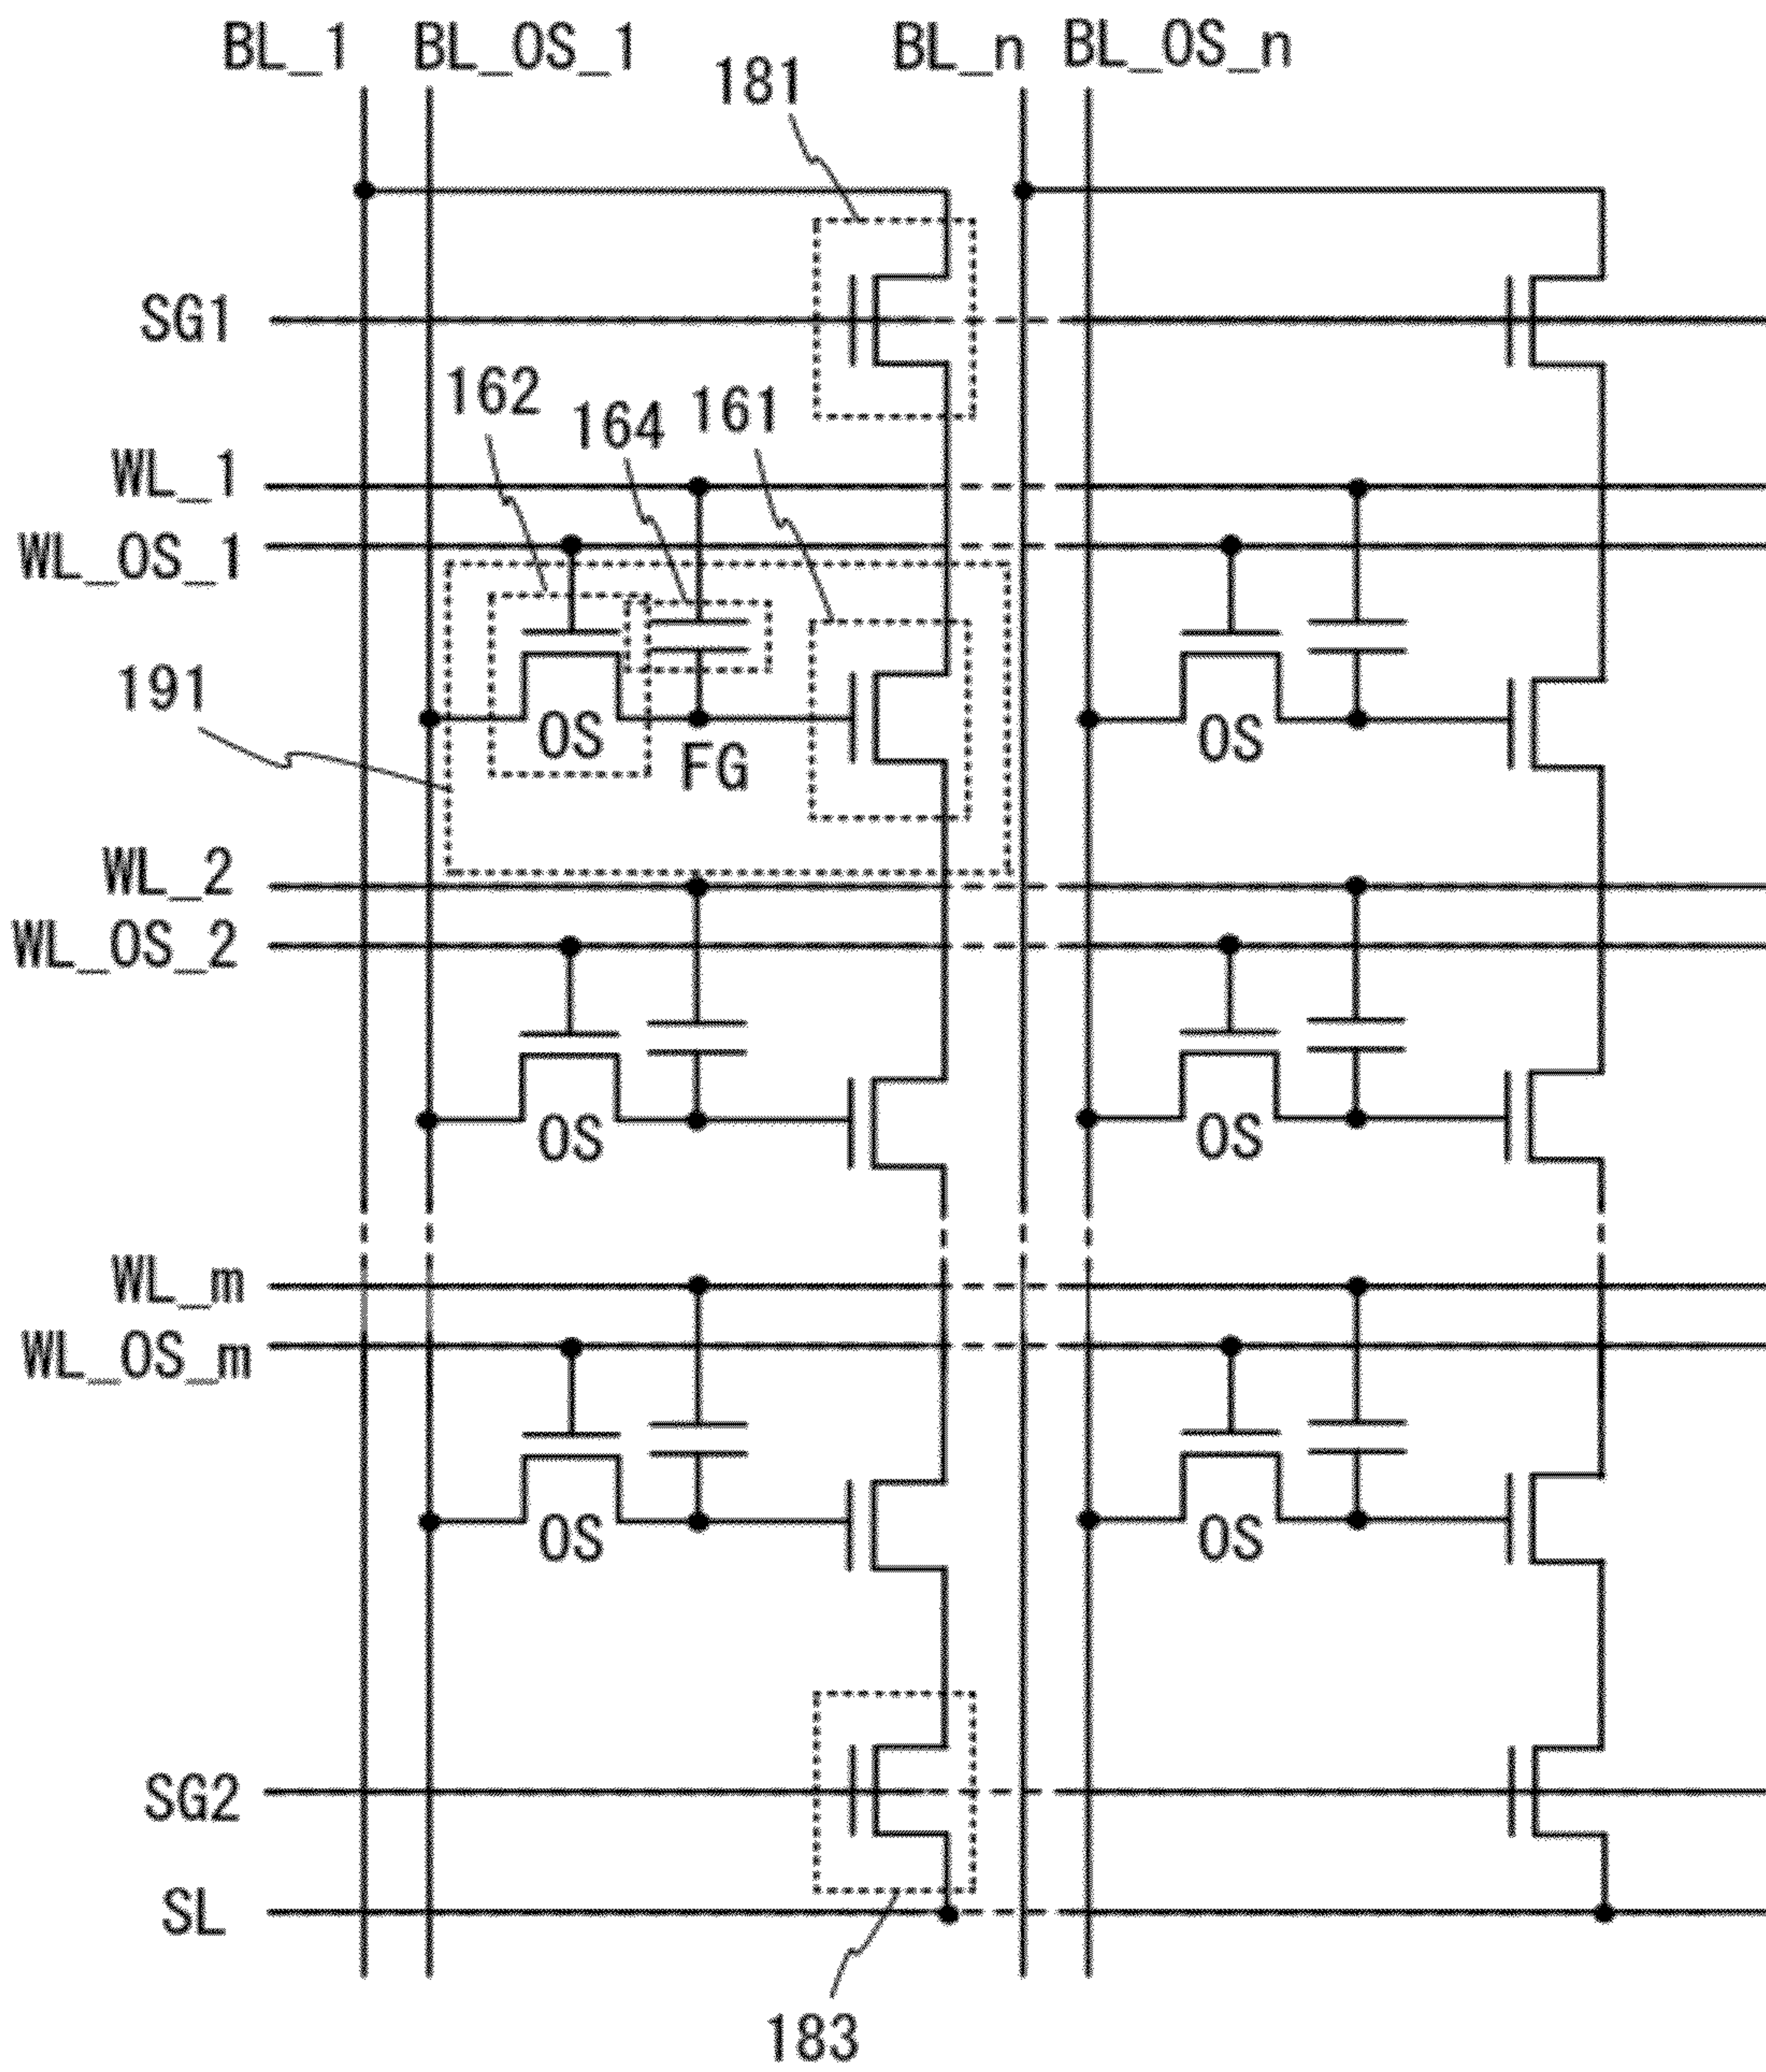 BL_1 BL_OS_1 BL_n BL_OS_n
181
SG1
162 164 161
WL_1
WL_OS_1
191
OS OS
FG
WL_2
WL_OS_2
OS OS
WL_m
WL_OS_m
OS OS
SG2
SL
183